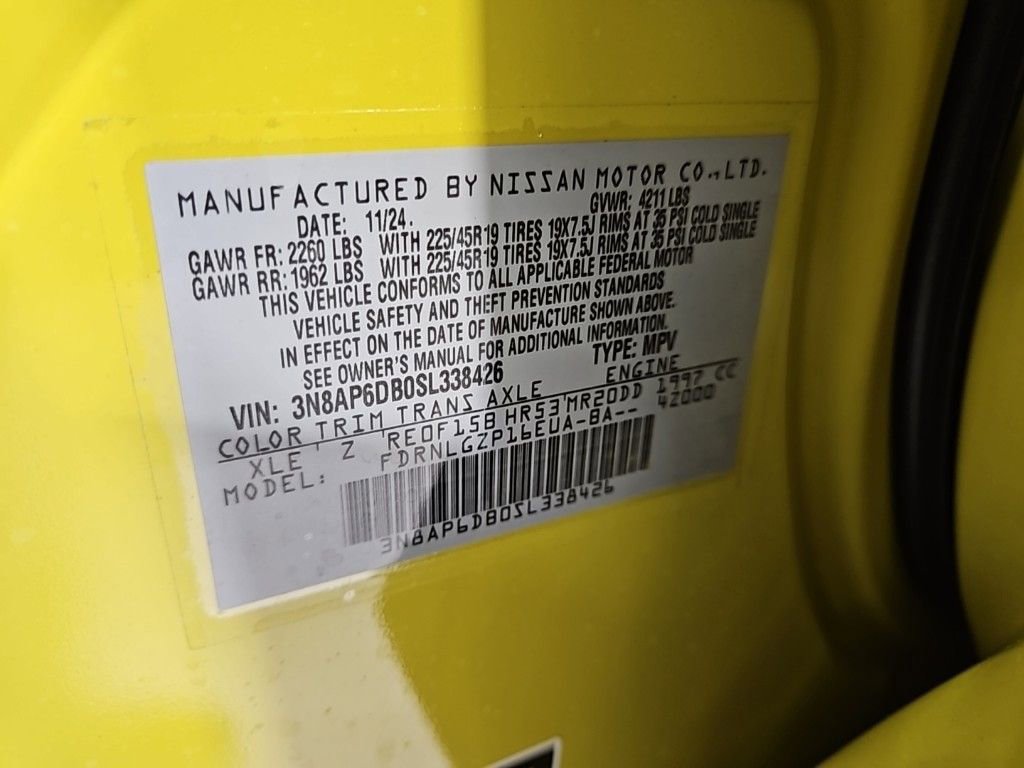 MANUFACTURED BY NISSAN MOTOR CO.,LTD.
DATE: 11/24. GVWR: 4211 LBS
GAWR FR: 2260 LBS WITH 225/45R19 TIRES 19X7.5J RIMS AT 35 PSI COLD SINGLE
GAWR RR: 1962 LBS WITH 225/45R19 TIRES 19X7.5J RIMS AT 35 PSI COLD SINGLE
THIS VEHICLE CONFORMS TO ALL APPLICABLE FEDERAL MOTOR
VEHICLE SAFETY AND THEFT PREVENTION STANDARDS
IN EFFECT ON THE DATE OF MANUFACTURE SHOWN ABOVE.
SEE OWNER'S MANUAL FOR ADDITIONAL INFORMATION.
VIN: 3N8AP6DB0SL338426 TYPE: MPV
COLOR TRIM TRANS AXLE ENGINE
XLE Z RE0F15B HR53 MR20DD 1997 CC
MODEL: FDRNLGZP16EUA-BA-- 42000
3N8AP6DB0SL338426